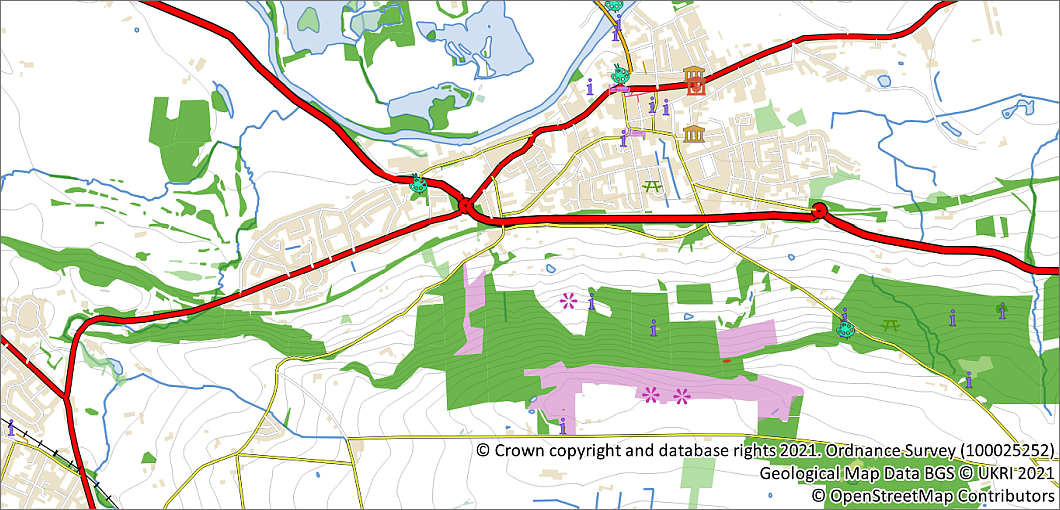 © Crown copyright and database rights 2021. Ordnance Survey (100025252)
Geological Map Data BGS © UKRI 2021
© OpenStreetMap Contributors